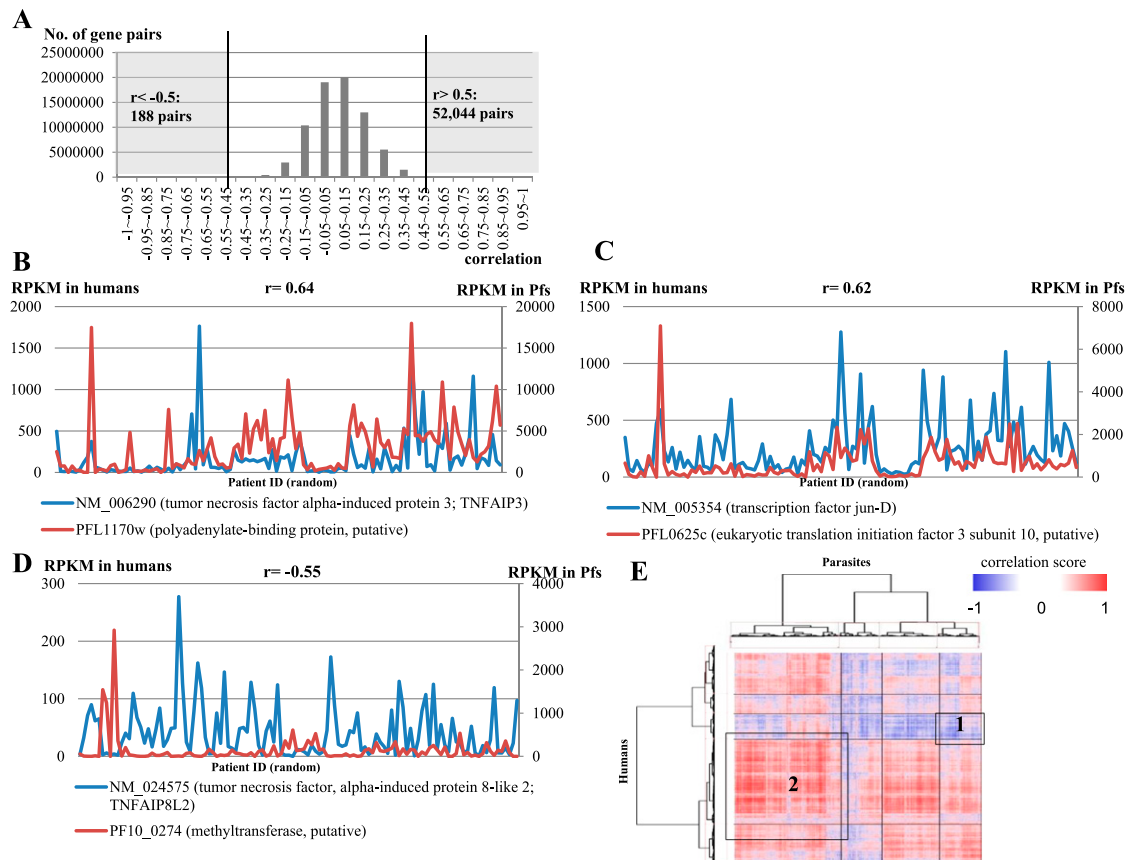 A
No. of gene pairs
25000000
20000000
15000000
10000000
5000000
0
r< -0.5:
188 pairs
r> 0.5:
52,044 pairs
-1~-0.95
-0.95~-0.85
-0.85~-0.75
-0.75~-0.65
-0.65~-0.55
-0.55~-0.45
-0.45~-0.35
-0.35~-0.25
-0.25~-0.15
-0.15~-0.05
-0.05~0.05
0.05~0.15
0.15~0.25
0.25~0.35
0.35~0.45
0.45~0.55
0.55~0.65
0.65~0.75
0.75~0.85
0.85~0.95
0.95~1
correlation
B
RPKM in humans
r= 0.64
RPKM in Pfs
2000
1500
1000
500
0
20000
15000
10000
5000
0
Patient ID (random)
NM_006290 (tumor necrosis factor alpha-induced protein 3; TNFAIP3)
PFL1170w (polyadenylate-binding protein, putative)
C
RPKM in humans
r= 0.62
RPKM in Pfs
1500
1000
500
0
8000
6000
4000
2000
0
Patient ID (random)
NM_005354 (transcription factor jun-D)
PFL0625c (eukaryotic translation initiation factor 3 subunit 10, putative)
D
RPKM in humans
r= -0.55
RPKM in Pfs
300
200
100
0
4000
3000
2000
1000
0
Patient ID (random)
NM_024575 (tumor necrosis factor, alpha-induced protein 8-like 2;
TNFAIP8L2)
PF10_0274 (methyltransferase, putative)
E
Parasites
correlation score
-1
0
1
Humans
1
2